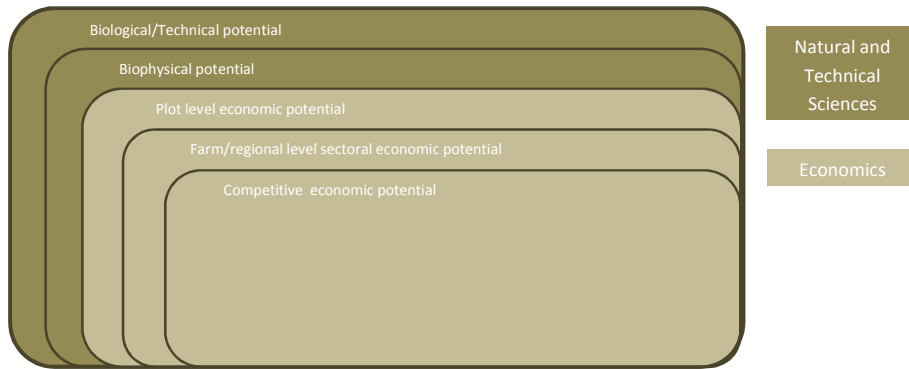 Biological/Technical potential
Biophysical potential
Plot level economic potential
Farm/regional level sectoral economic potential
Competitive economic potential
Natural and
Technical
Sciences
Economics